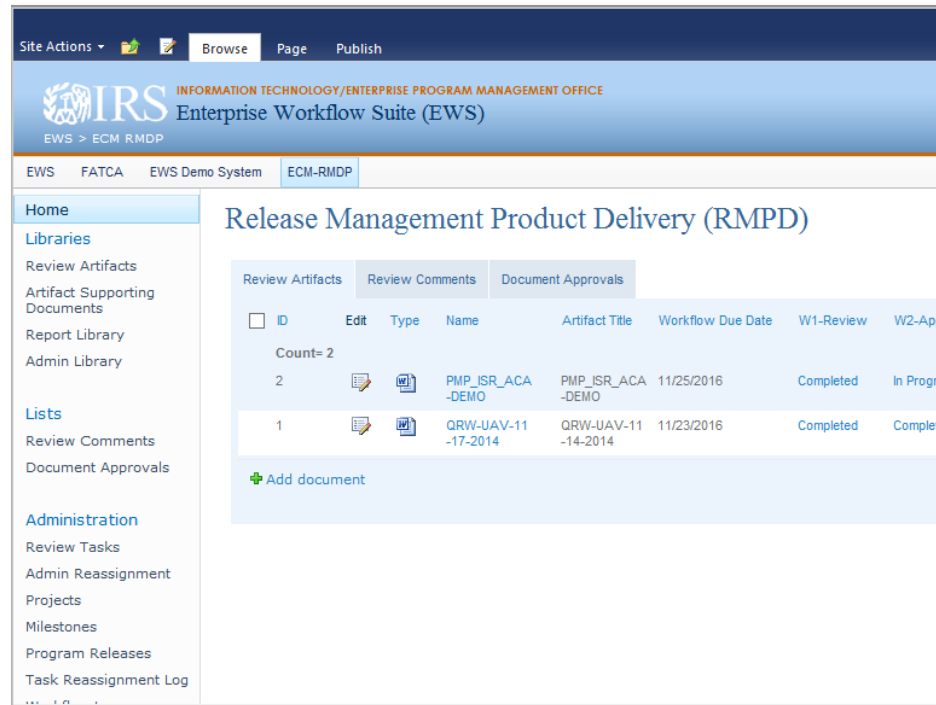 Site Actions
Browse Page Publish
IRS
INFORMATION TECHNOLOGY/ENTERPRISE PROGRAM MANAGEMENT OFFICE
Enterprise Workflow Suite (EWS)
EWS > ECM RMDP
EWS FATCA EWS Demo System ECM-RMDP
Home
Libraries
Review Artifacts
Artifact Supporting
Documents
Report Library
Admin Library
Lists
Review Comments
Document Approvals
Administration
Review Tasks
Admin Reassignment
Projects
Milestones
Program Releases
Task Reassignment Log
Release Management Product Delivery (RMPD)
Review Artifacts Review Comments Document Approvals
ID Edit Type Name Artifact Title Workflow Due Date W1-Review W2-Ap
Count= 2
2 PMP_ISR_ACA PMP_ISR_ACA 11/25/2016 Completed In Progr
-DEMO -DEMO
1 QRW-UAV-11 QRW-UAV-11 11/23/2016 Completed Comple
-17-2014 -14-2014
Add document